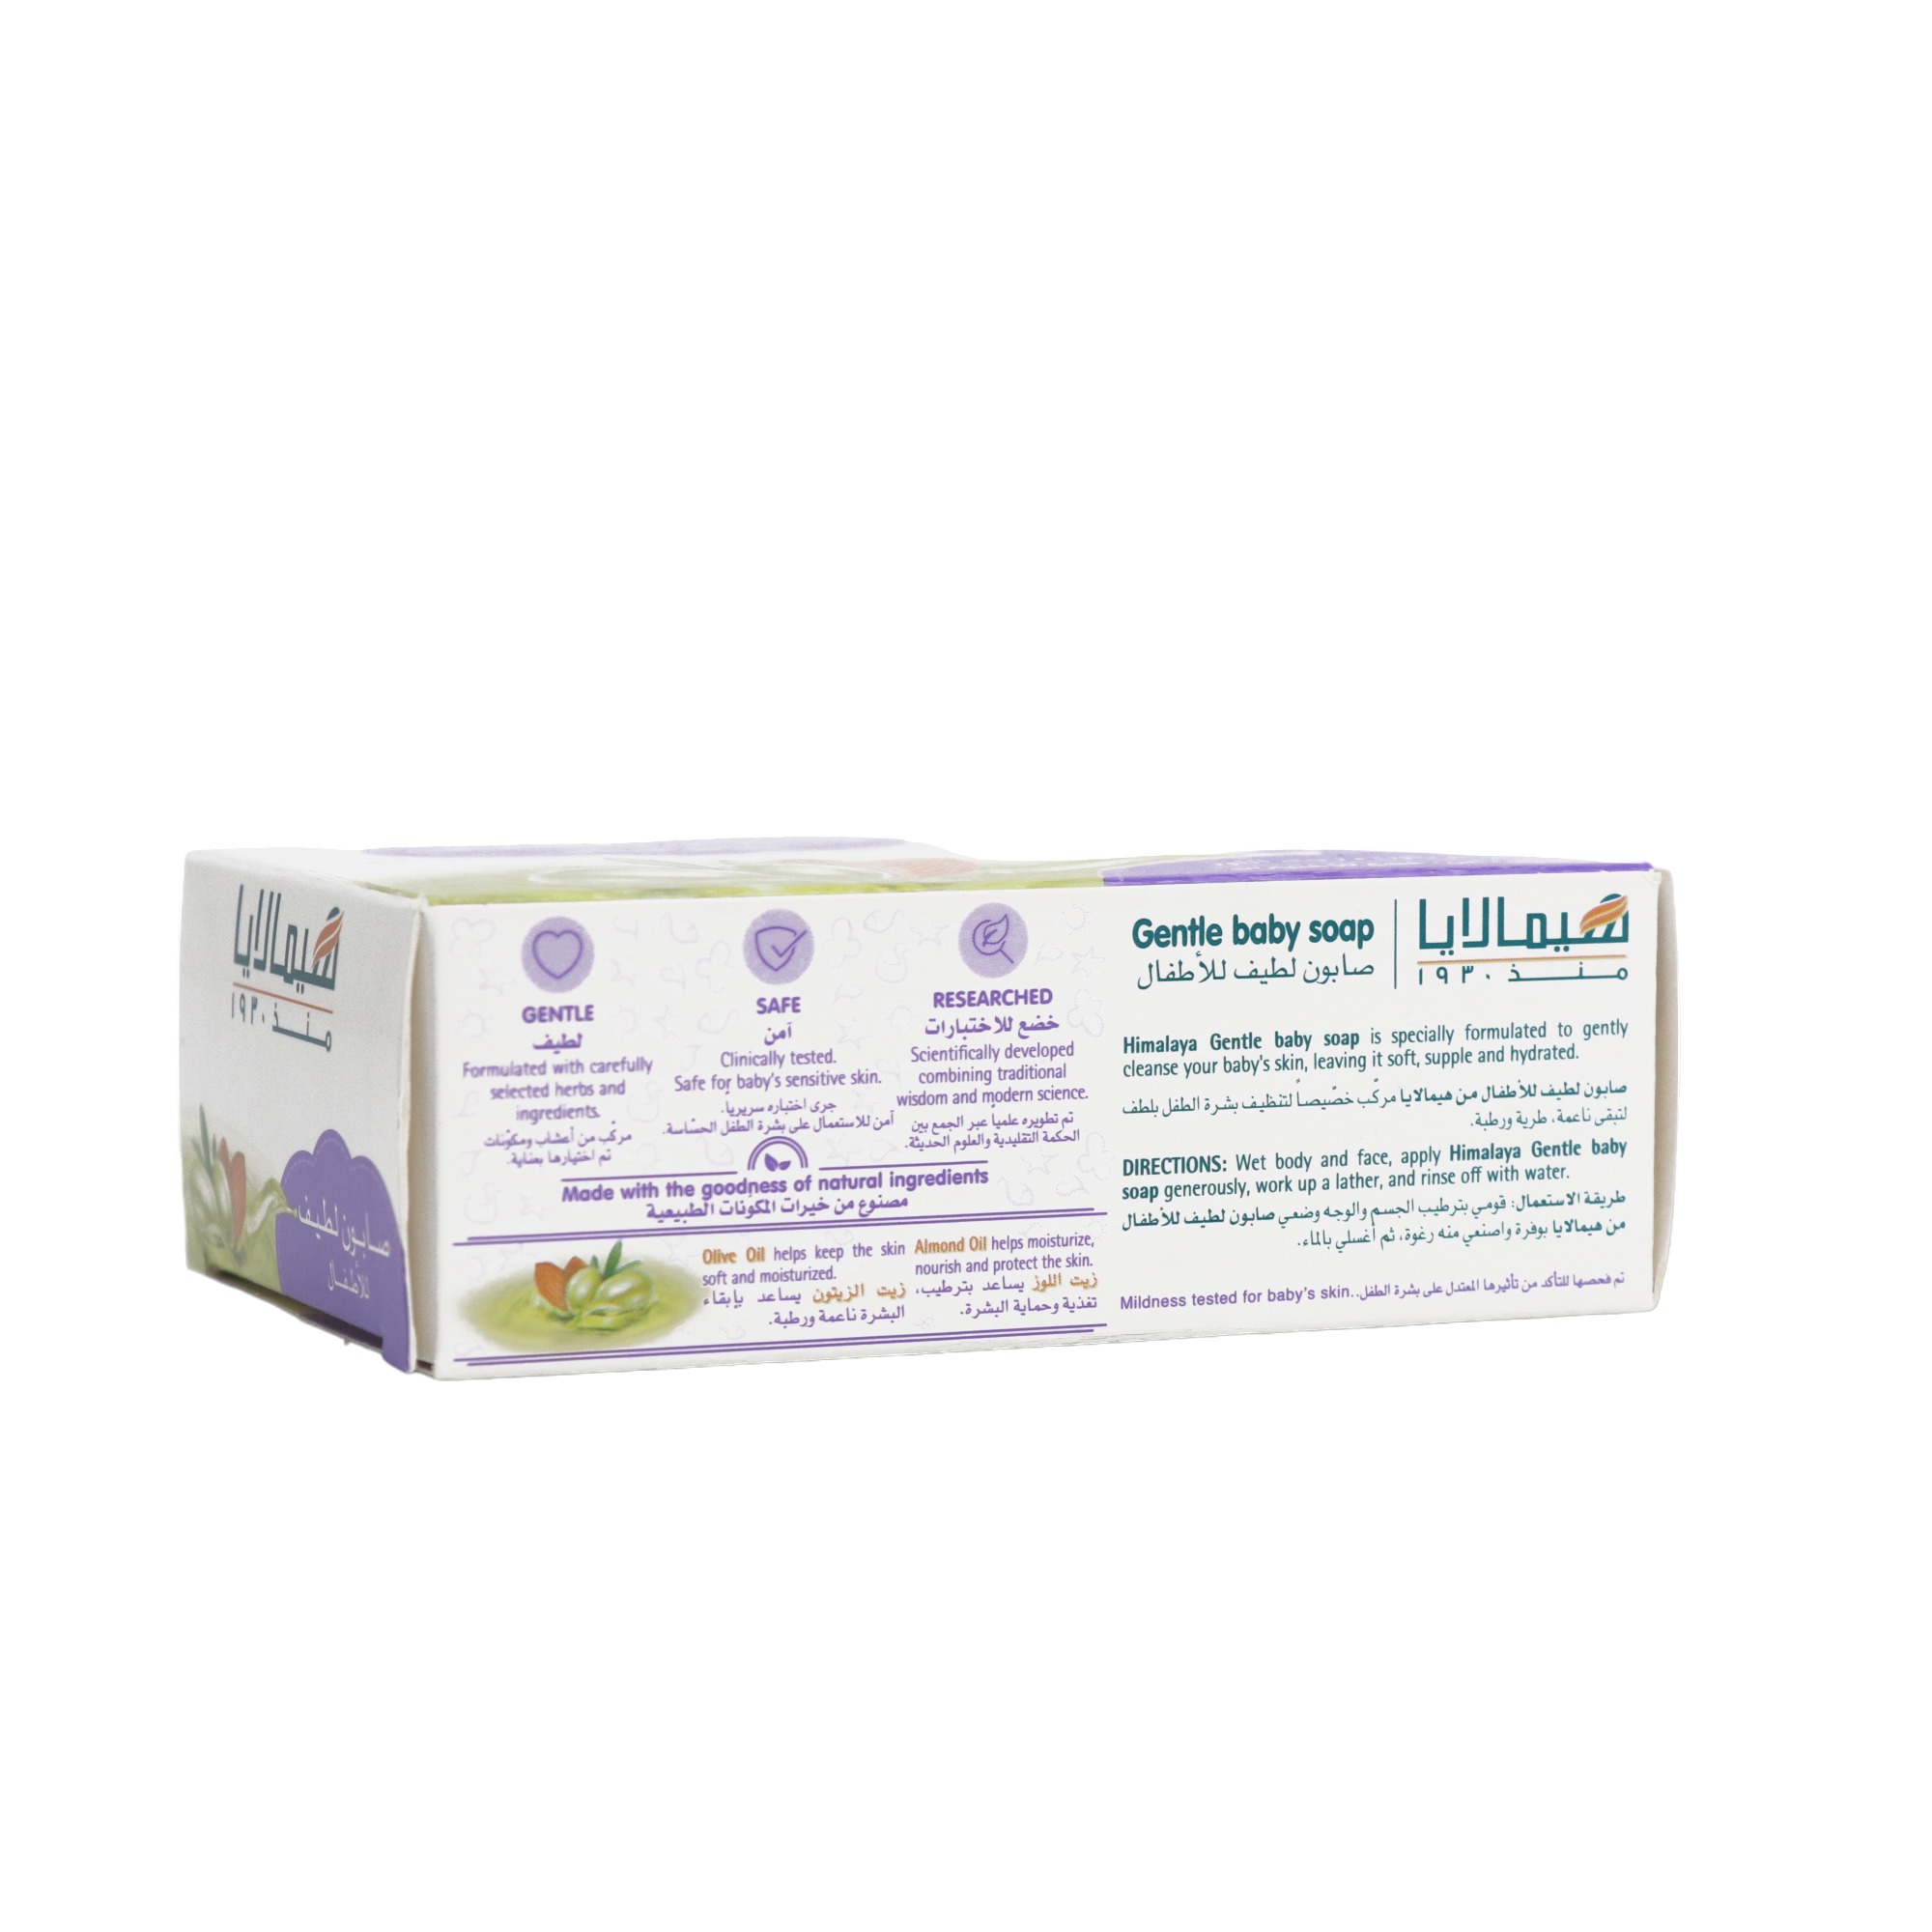 هيمالايا
منذ ١٩٣٠
صابون لطيف
للأطفال
GENTLE
لطيف
Formulated with carefully
selected herbs and
ingredients.
مركّب من أعشاب ومكوّنات
تم اختيارها بعناية.
SAFE
آمن
Clinically tested.
Safe for baby's sensitive skin.
جرى اختباره سريريا.
آمن للاستعمال على بشرة الطفل الحسّاسة.
RESEARCHED
خضع للاختبارات
Scientifically developed
combining traditional
wisdom and modern science.
تم تطويره علمياً عبر الجمع بين
الحكمة التقليدية والعلوم الحديثة.
Made with the goodness of natural ingredients
مصنوع من خيرات المكونات الطبيعية
Olive Oil helps keep the skin
soft and moisturized.
زيت الزيتون يساعد بإبقاء
البشرة ناعمة ورطبة.
Almond Oil helps moisturize,
nourish and protect the skin.
زيت اللوز يساعد بترطيب،
تغذية وحماية البشرة.
Gentle baby soap
صابون لطيف للأطفال
هيمالايا
منذ ١٩٣٠
Himalaya Gentle baby soap is specially formulated to gently
cleanse your baby's skin, leaving it soft, supple and hydrated.
صابون لطيف للأطفال من هيمالايا مركّب خصّيصاً لتنظيف بشرة الطفل بلطف
لتبقى ناعمة، طرية ورطبة.
DIRECTIONS: Wet body and face, apply Himalaya Gentle baby
soap generously, work up a lather, and rinse off with water.
طريقة الاستعمال: قومي بترطيب الجسم والوجه وضعي صابون لطيف للأطفال
من هيمالايا بوفرة واصنعي منه رغوة، ثم أغسلي بالماء.
Mildness tested for baby's skin..تم فحصها للتأكد من تأثيرها المعتدل على بشرة الطفل